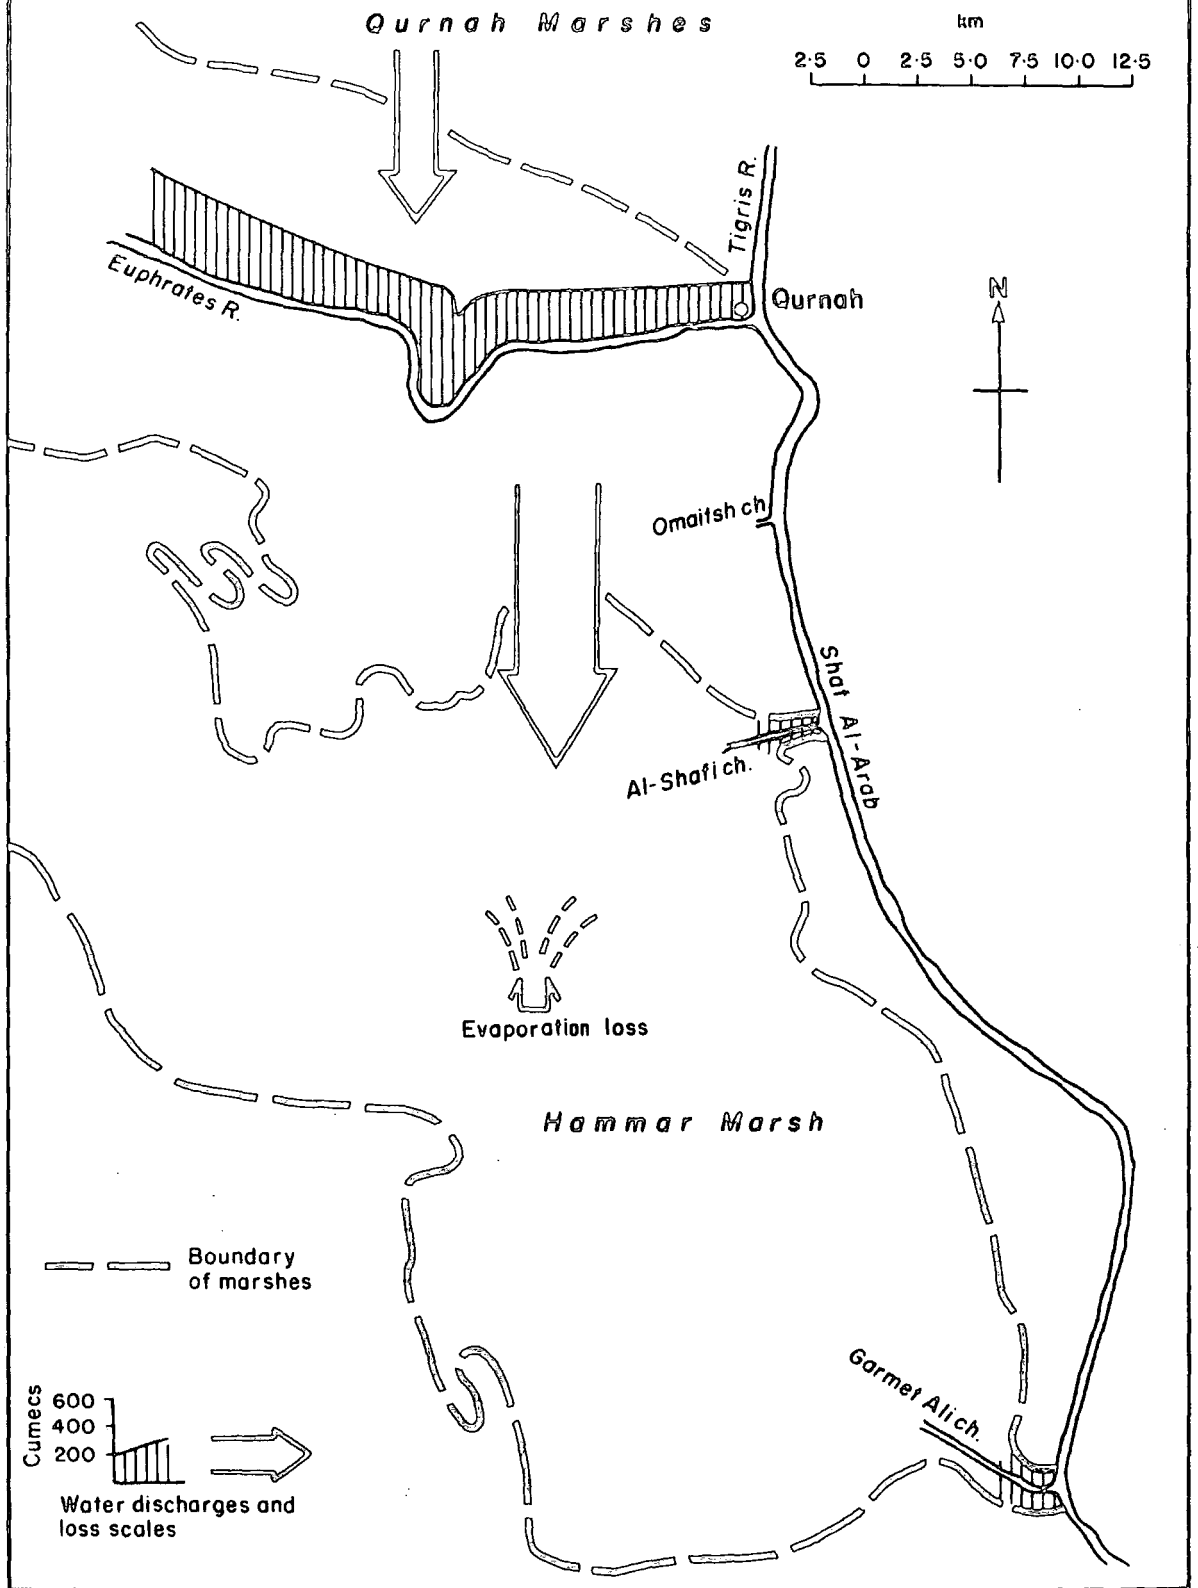 Qurnah Marshes
km
2·5 0 2·5 5·0 7·5 10·0 12·5
Tigris R.
Euphrates R.
Qurnah
N
Omaitsh ch
Shat Al-Arab
Al-Shafi ch.
Evaporation loss
Hammar Marsh
Boundary
of marshes
Garmet Ali ch.
Cumecs
600
400
200
Water discharges and
loss scales